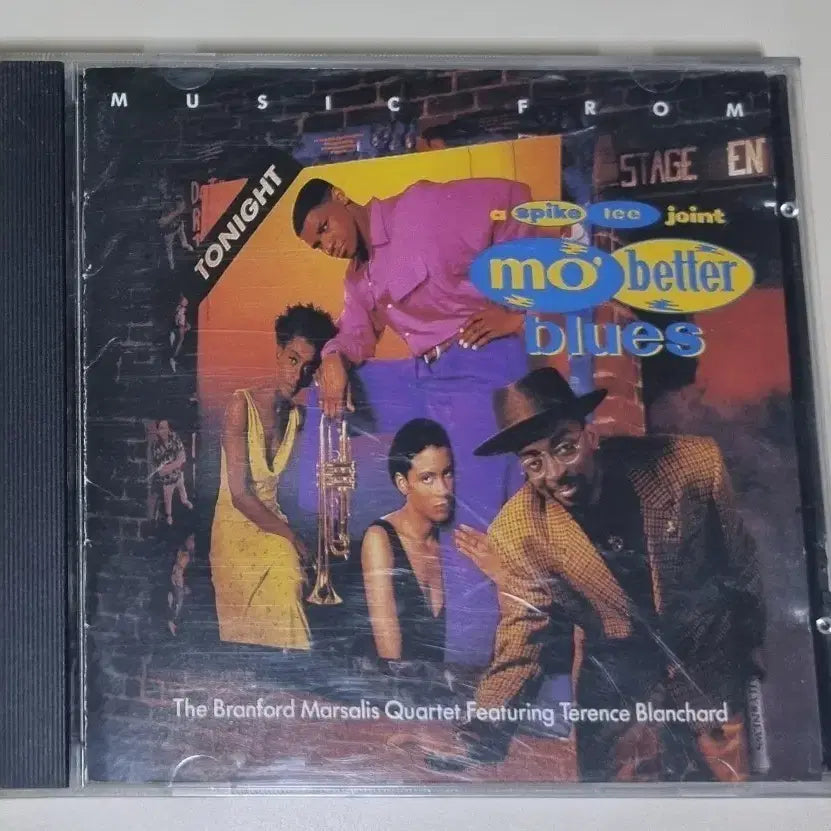 MUSIC FROM
TONIGHT
STAGE EN
a spike lee joint
mo' better
blues
The Branford Marsalis Quartet Featuring Terence Blanchard